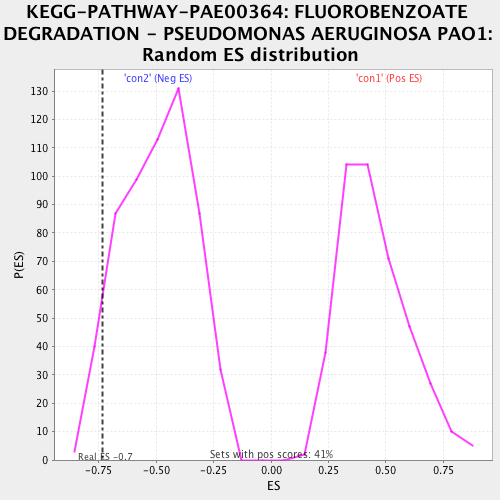 KEGG-PATHWAY-PAE00364: FLUOROBENZOATE
DEGRADATION - PSEUDOMONAS AERUGINOSA PAO1:
Random ES distribution
'con2' (Neg ES)
'con1' (Pos ES)
130
120
110
100
90
80
70
60
50
40
30
20
10
0
P(ES)
Real ES -0.7
Sets with pos scores: 41%
-0.75
-0.50
-0.25
0.00
0.25
0.50
0.75
ES